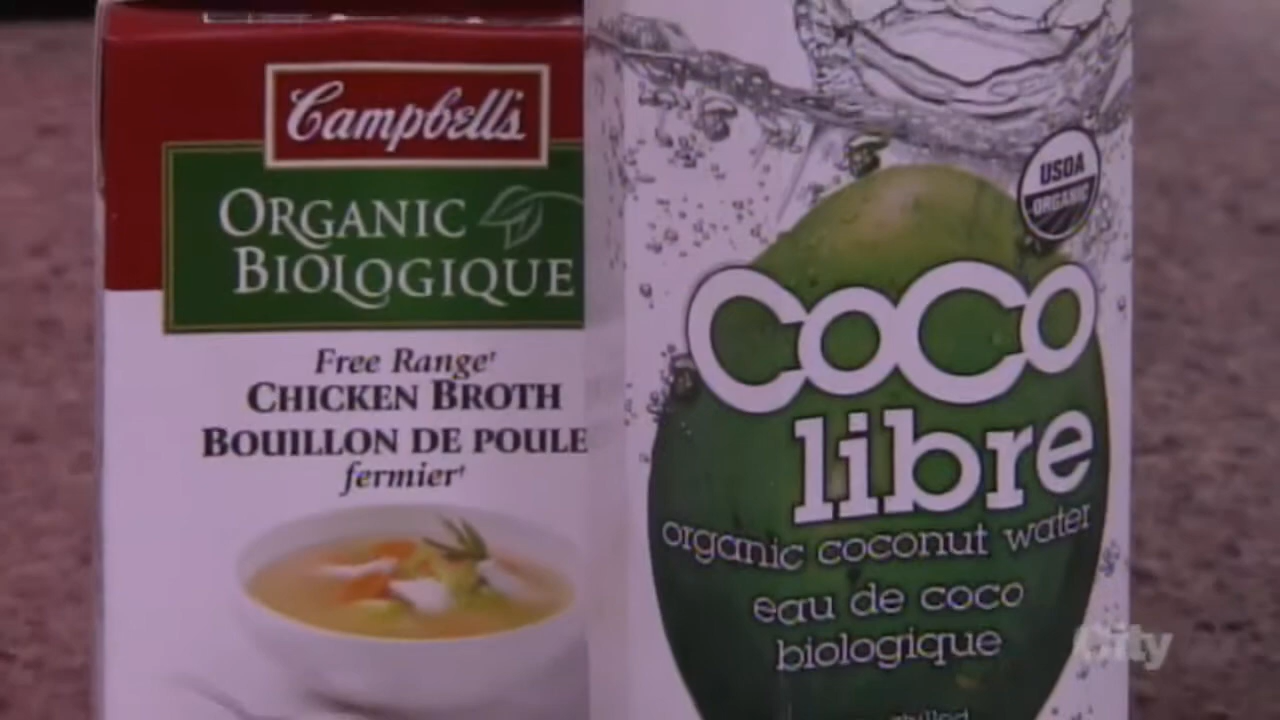 Campbell's
ORGANIC
BIOLOGIQUE
Free Range†
CHICKEN BROTH
BOUILLON DE POULE
fermier†
USDA
ORGANIC
coco
libre
organic coconut water
eau de coco
biologique
chilled
City